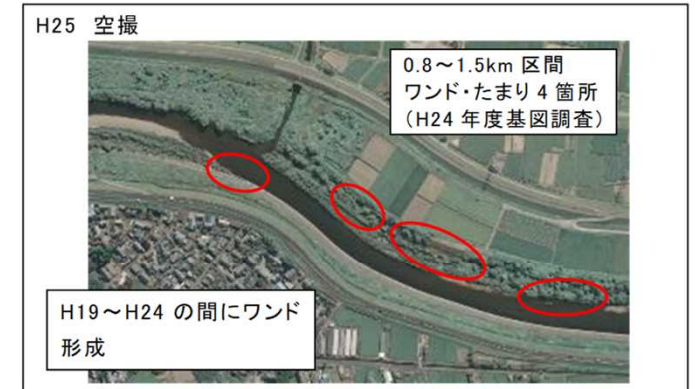 H25 空撮
0.8～1.5km 区間
ワンド・たまり 4 箇所
（H24 年度基図調査）
H19～H24 の間にワンド
形成